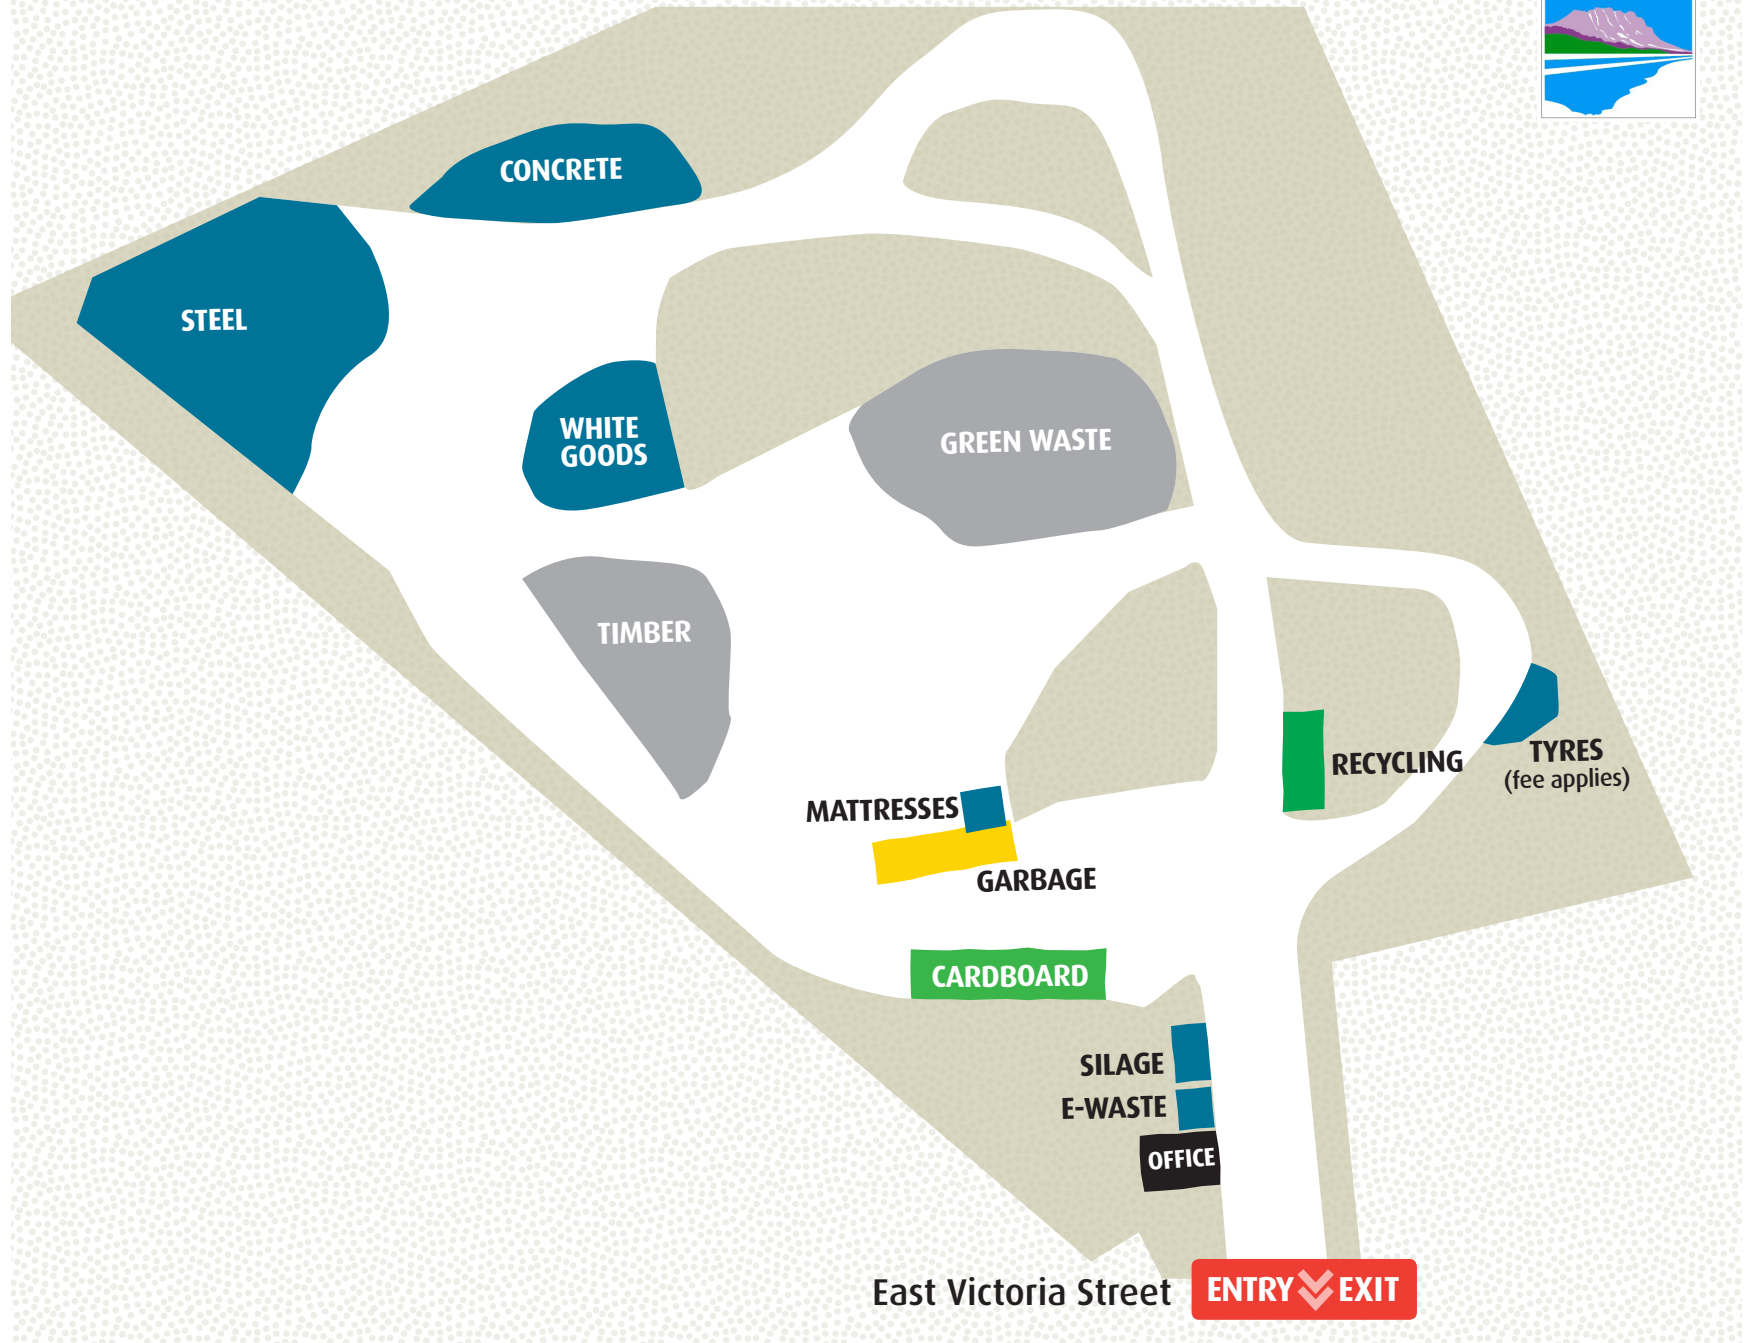 CONCRETE
STEEL
WHITE
GOODS
GREEN WASTE
TIMBER
RECYCLING
TYRES
(fee applies)
MATTRESSES
GARBAGE
CARDBOARD
SILAGE
E-WASTE
OFFICE
East Victoria Street
ENTRY EXIT